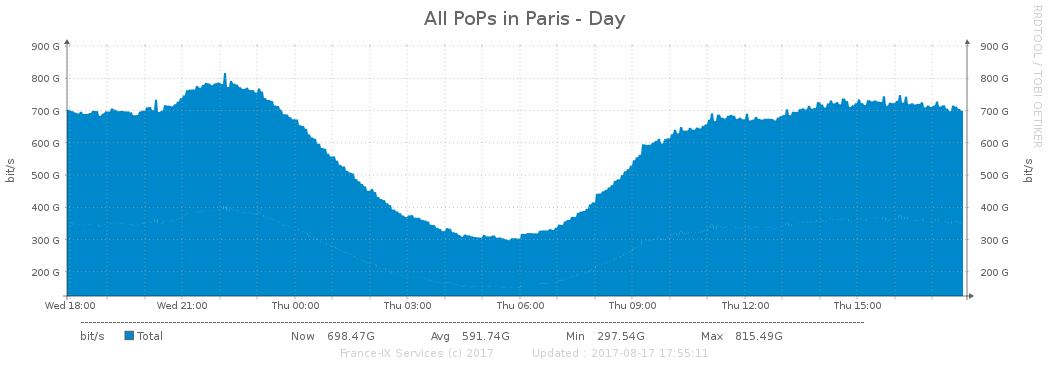 All PoPs in Paris - Day
RRDTOOL / TOBI OETIKER
900 G 900 G
800 G 800 G
700 G 700 G
600 G 600 G
500 G 500 G
400 G 400 G
300 G 300 G
200 G 200 G
bit/s bit/s
Wed 18:00 Wed 21:00 Thu 00:00 Thu 03:00 Thu 06:00 Thu 09:00 Thu 12:00 Thu 15:00
bit/s Total Now 698.47G Avg 591.74G Min 297.54G Max 815.49G
France-IX Services (c) 2017 Updated : 2017-08-17 17:55:11